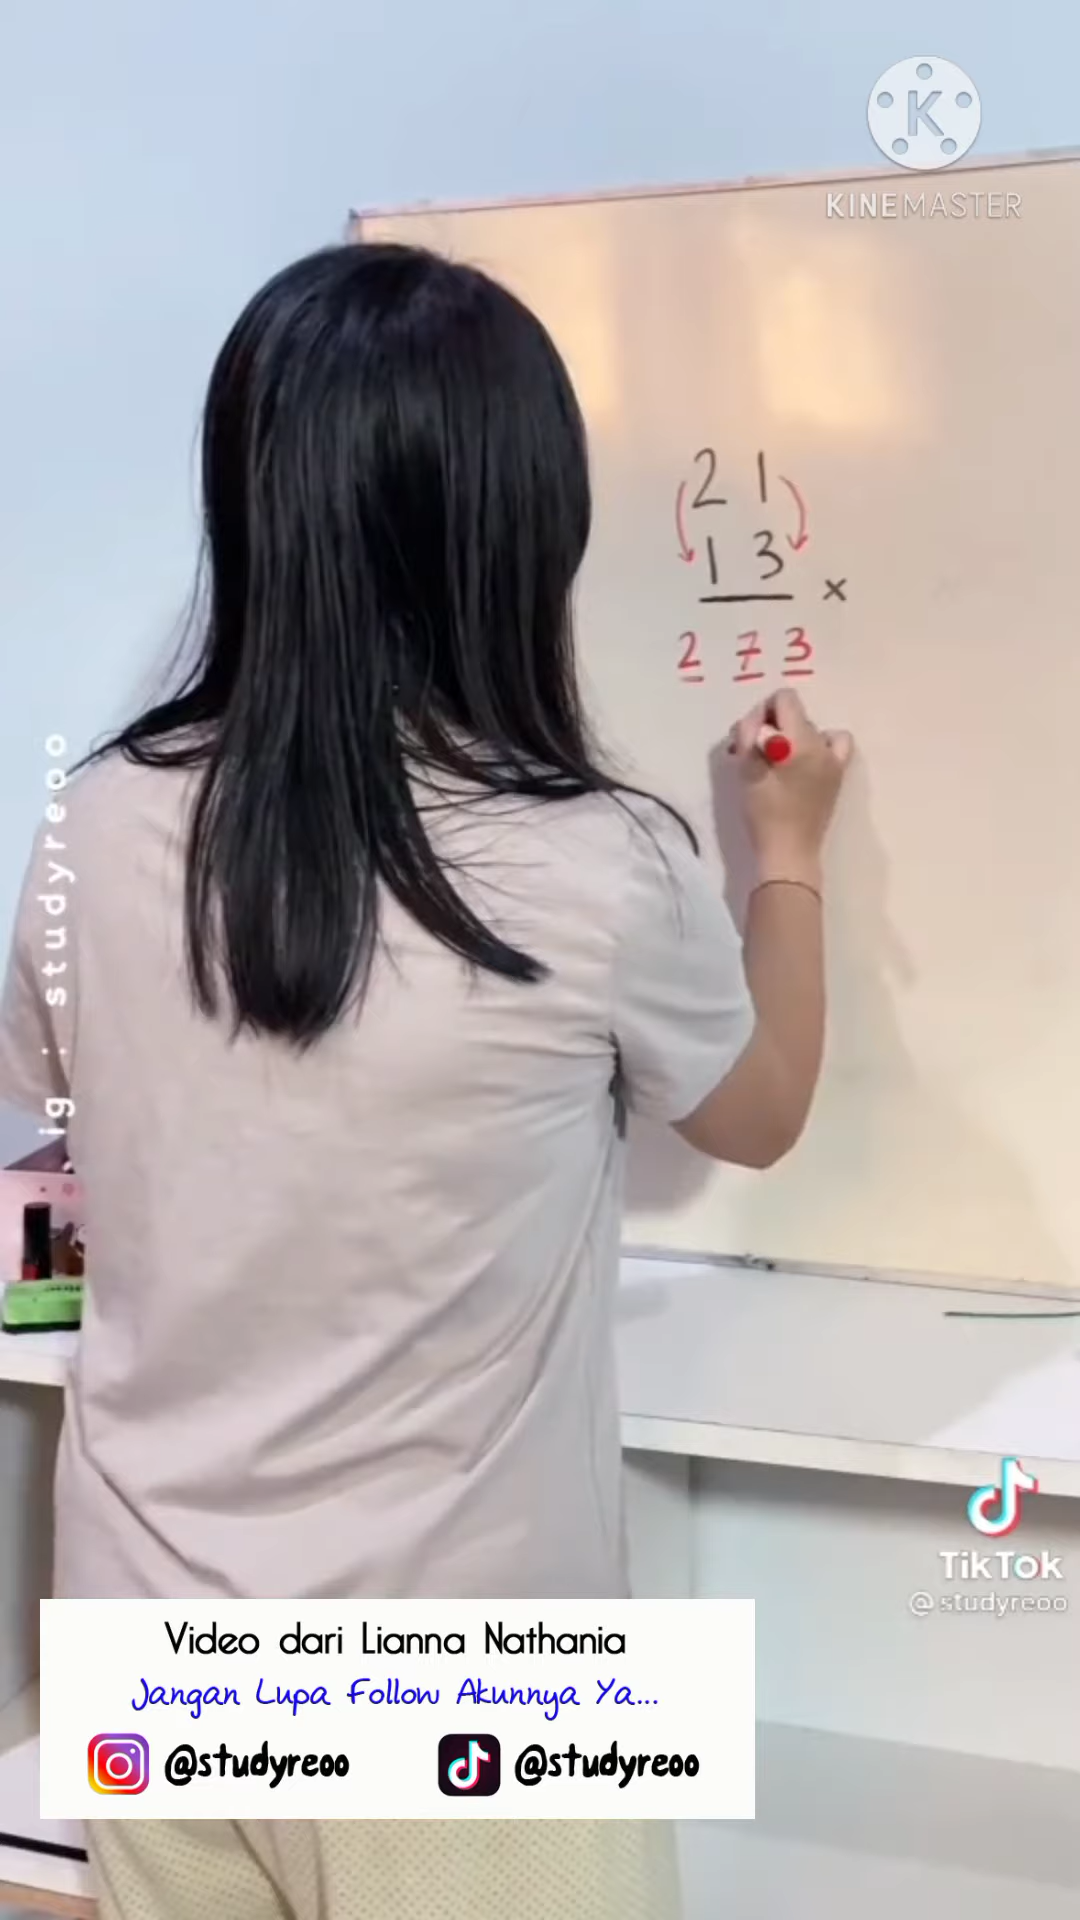 KINEMASTER
2 1
1 3
×
2 7 3
ig : studyreoo
TikTok
@studyreoo
Video dari Lianna Nathania
Jangan Lupa Follow Akunnya Ya...
@studyreoo @studyreoo